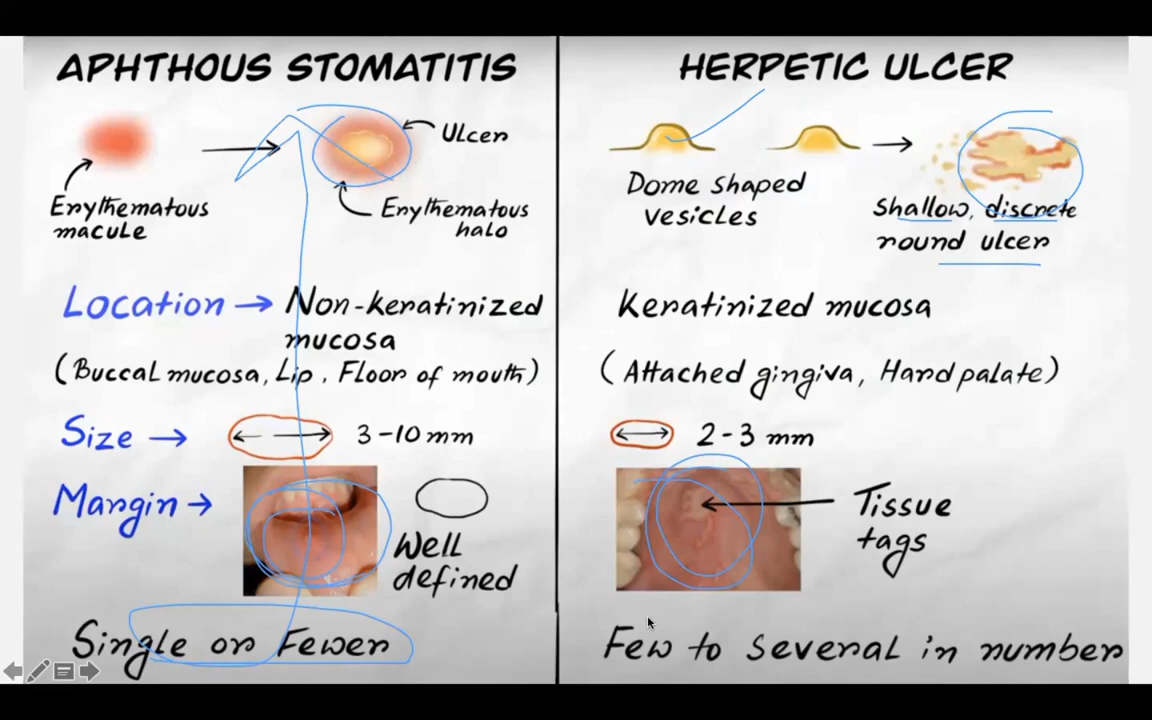 APHTHOUS STOMATITIS
Ulcer
Erythematous
macule
Erythematous
halo
Location → Non-keratinized
mucosa
(Buccal mucosa, Lip, Floor of mouth)
Size → 3-10 mm
Margin →
Well
defined
Single or Fewer
HERPETIC ULCER
Dome shaped
vesicles
Shallow, discrete
round ulcer
Keratinized mucosa
(Attached gingiva, Hard palate)
2-3 mm
Tissue
tags
Few to several in number